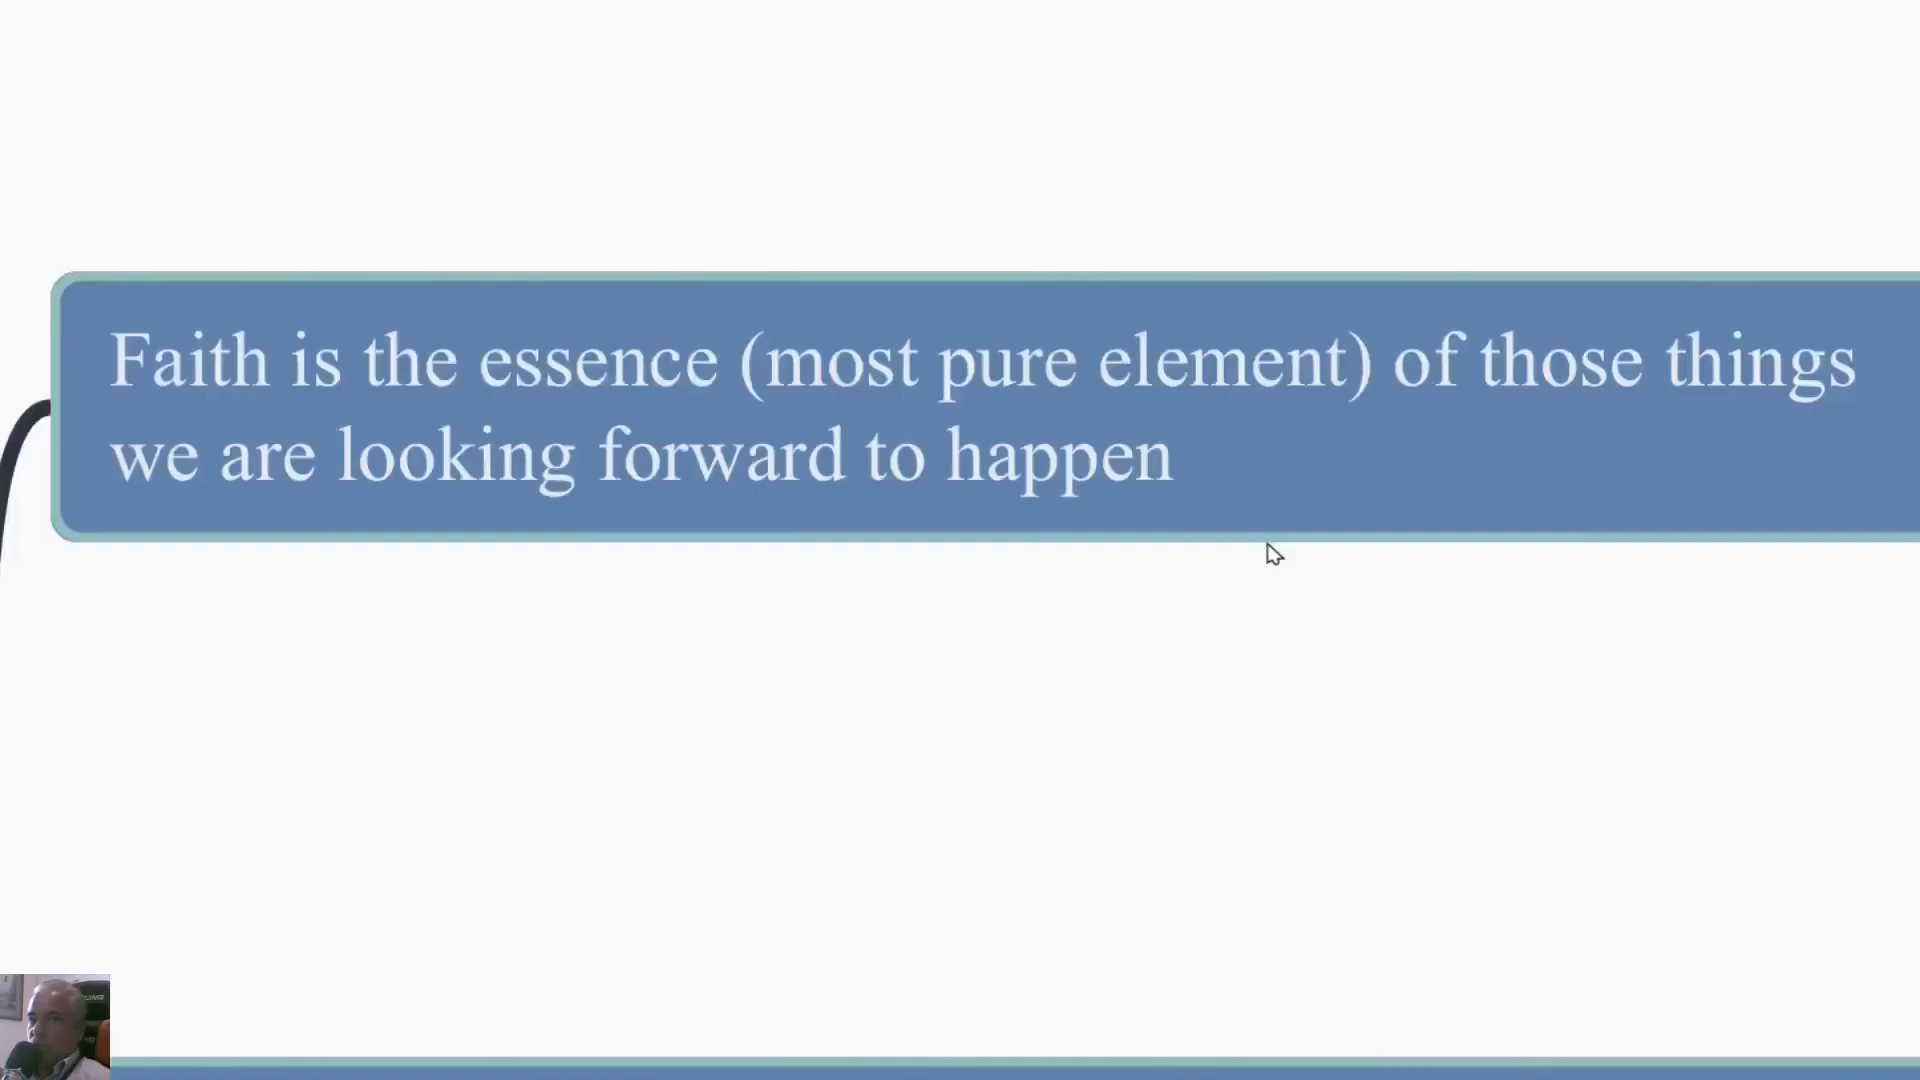 Faith is the essence (most pure element) of those things
we are looking forward to happen